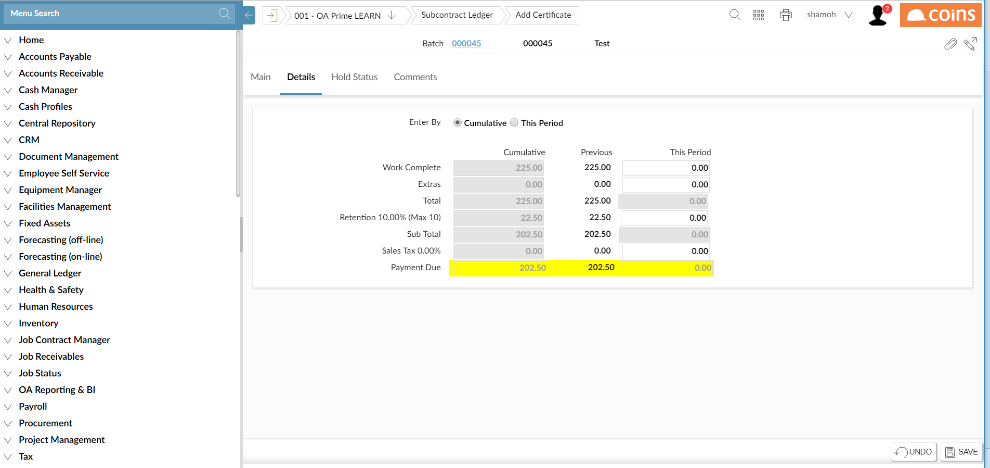 Menu Search
001 - OA Prime LEARN
Subcontract Ledger
Add Certificate
shamoh
2
COINS
Batch 000045 000045 Test
Main Details Hold Status Comments
Home
Accounts Payable
Accounts Receivable
Cash Manager
Cash Profiles
Central Repository
CRM
Document Management
Employee Self Service
Equipment Manager
Facilities Management
Fixed Assets
Forecasting (off-line)
Forecasting (on-line)
General Ledger
Health & Safety
Human Resources
Inventory
Job Contract Manager
Job Receivables
Job Status
OA Reporting & BI
Payroll
Procurement
Project Management
Tax
Enter By Cumulative This Period
Cumulative Previous This Period
Work Complete 225.00 225.00 0.00
Extras 0.00 0.00 0.00
Total 225.00 225.00 0.00
Retention 10.00% (Max 10) 22.50 22.50 0.00
Sub Total 202.50 202.50 0.00
Sales Tax 0.00% 0.00 0.00 0.00
Payment Due 202.50 202.50 0.00
UNDO SAVE